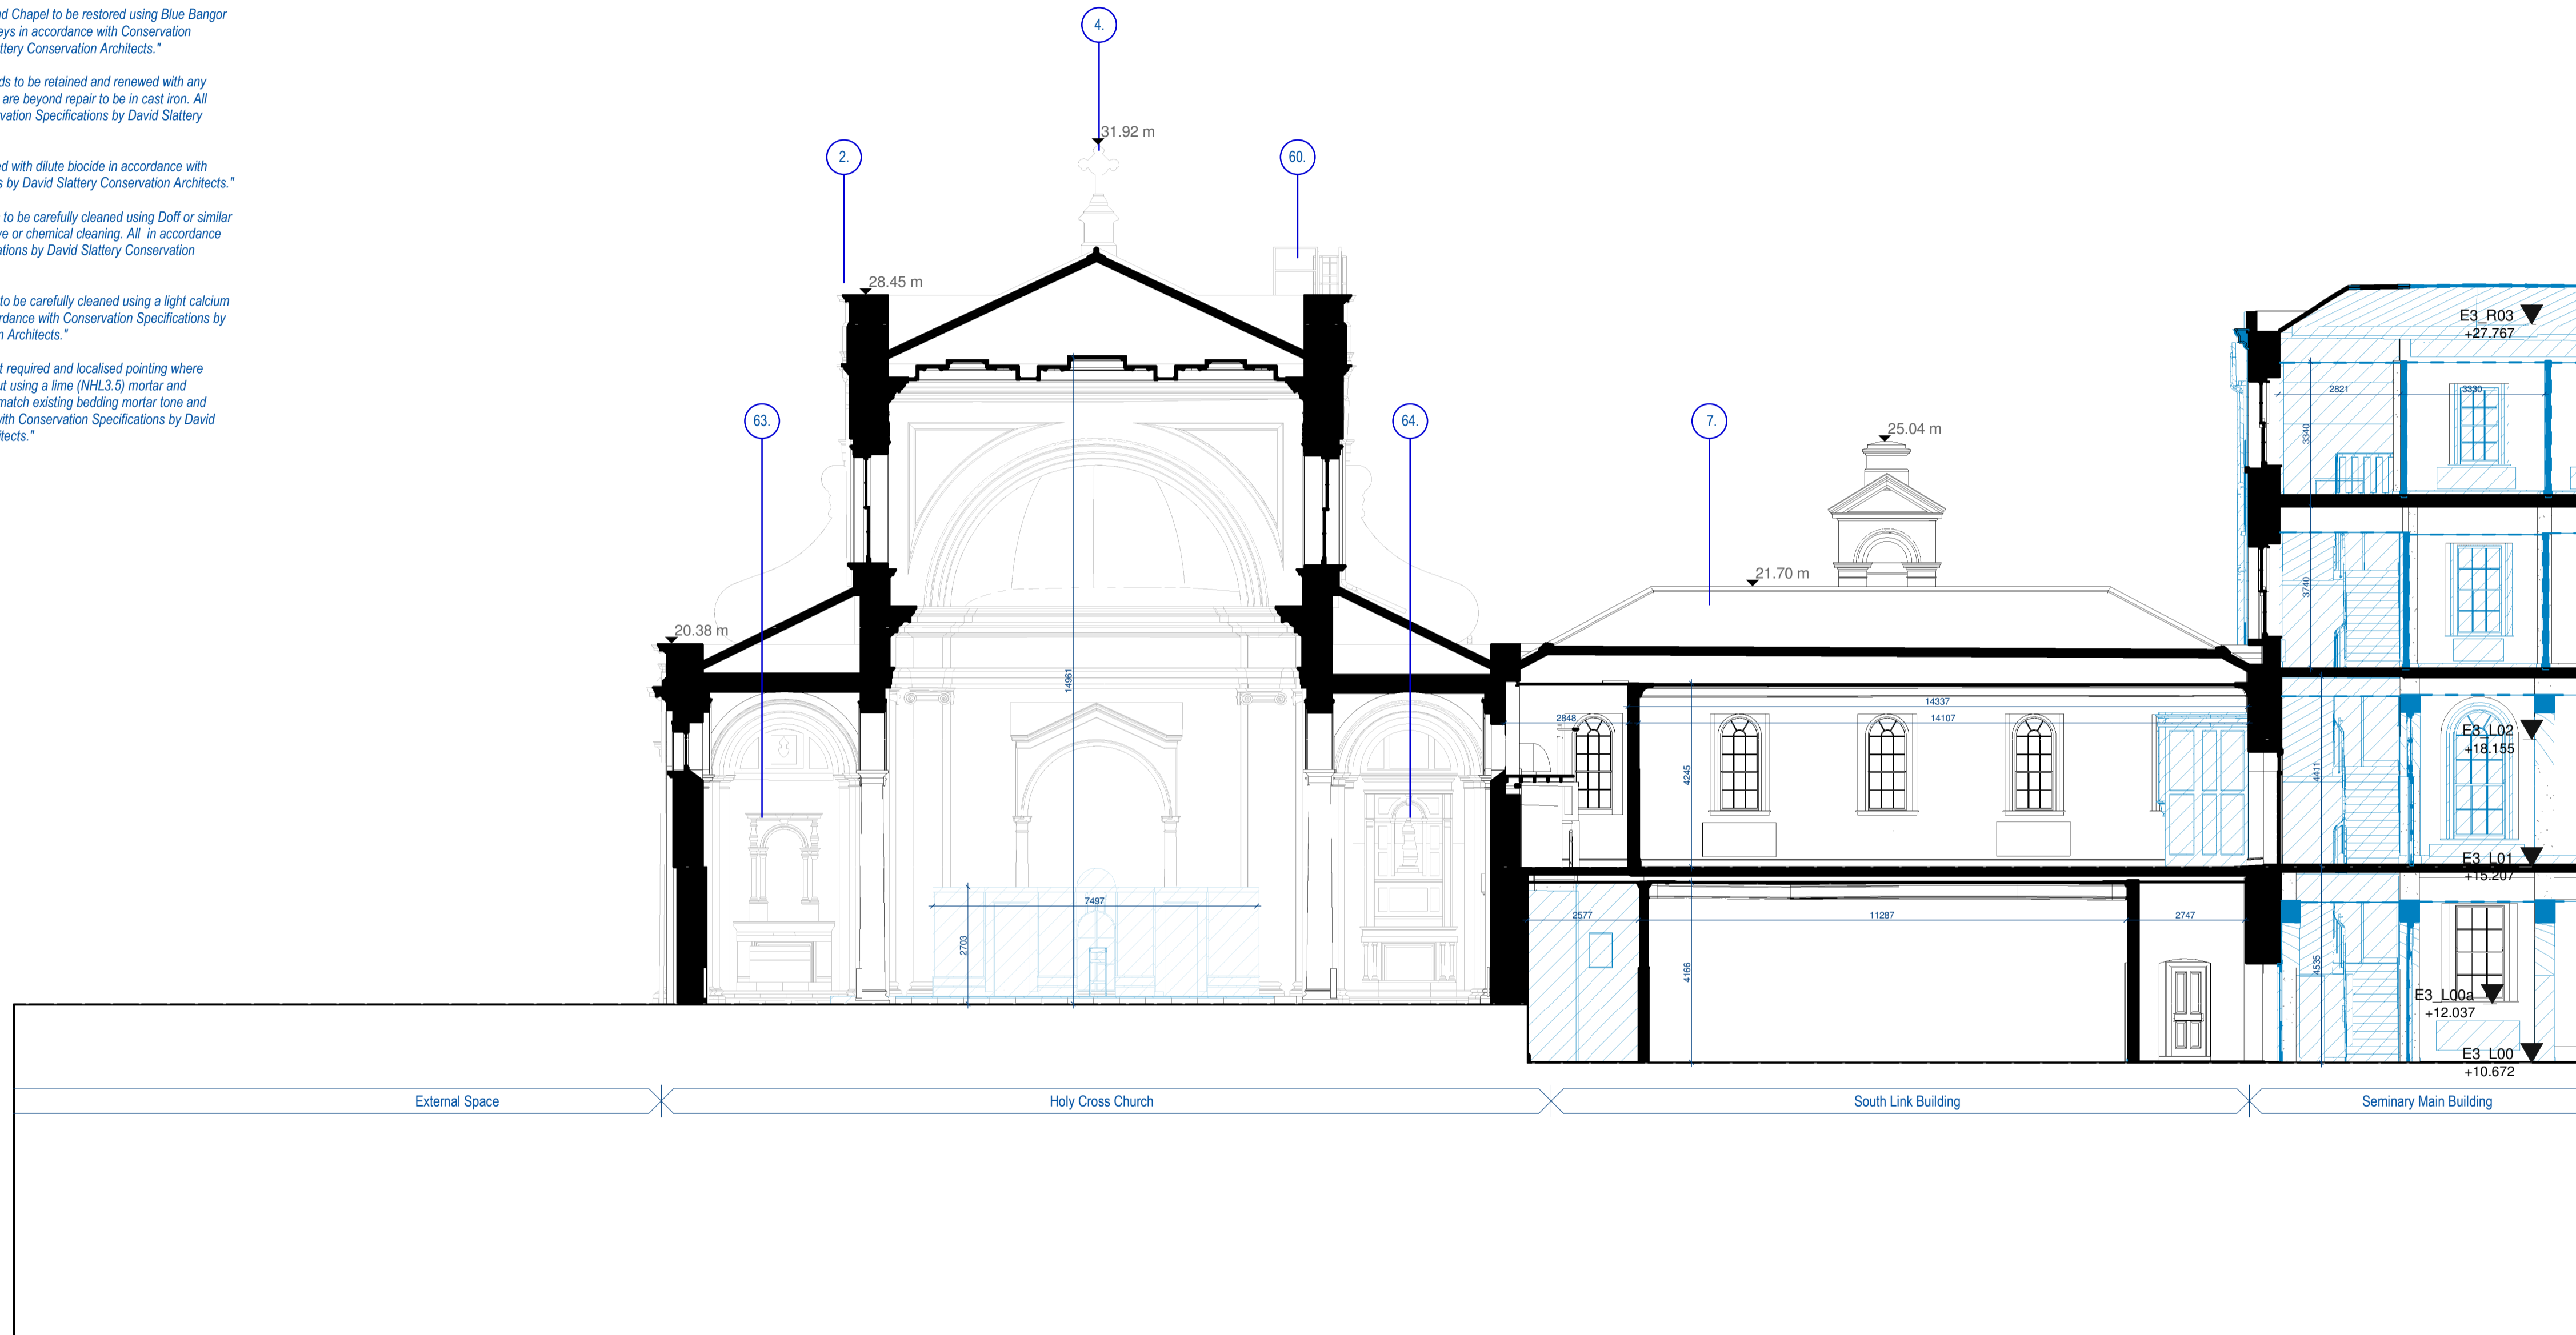 d Chapel to be restored using Blue Bangor
eys in accordance with Conservation
ttery Conservation Architects."
ds to be retained and renewed with any
are beyond repair to be in cast iron. All
vation Specifications by David Slattery
ed with dilute biocide in accordance with
s by David Slattery Conservation Architects."
to be carefully cleaned using Doff or similar
ve or chemical cleaning. All in accordance
ations by David Slattery Conservation
to be carefully cleaned using a light calcium
rdance with Conservation Specifications by
n Architects."
t required and localised pointing where
ut using a lime (NHL3.5) mortar and
match existing bedding mortar tone and
with Conservation Specifications by David
itects."
4.
31.92 m
2.
60.
28.45 m
E3_R03
+27.767
2821
3330
63.
64.
7.
25.04 m
3340
21.70 m
3740
20.38 m
14961
14337
2848
14107
E3_L02
+18.155
4245
4411
E3_L01
+15.207
7497
2577
11287
2747
2703
4166
4535
E3_L00a
+12.037
E3_L00
+10.672
External Space
Holy Cross Church
South Link Building
Seminary Main Building